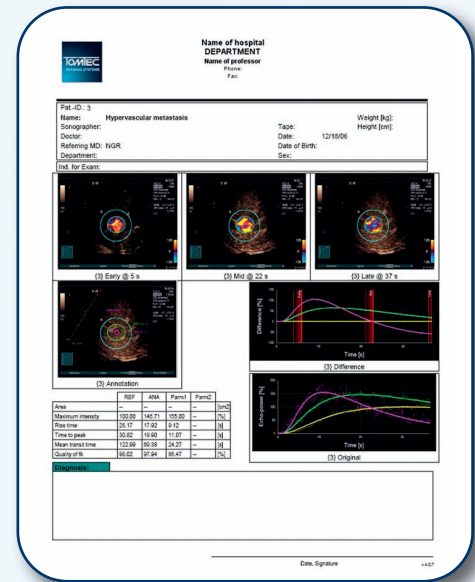 TOMTEC
IMAGING SYSTEMS
Name of hospital
DEPARTMENT
Name of professor
Phone:
Fax:
Pat.-ID.: 3
Name: Hypervascular metastasis Weight [kg]:
Sonographer: Tape: Height [cm]:
Doctor: Date: 12/18/06
Referring MD: NGR Date of Birth:
Department: Sex:
Ind. for Exam:
{3} Early @ 5 s {3} Mid @ 22 s {3} Late @ 37 s
Difference [%]
Time [s]
{3} Annotation {3} Difference
REF ANA Parm1 Parm2
Area -- -- -- -- [cm2]
Maximum intensity 100.00 146.71 155.00 -- [%]
Rise time 25.17 17.92 9.12 -- [s]
Time to peak 30.82 19.90 11.07 -- [s]
Mean transit time 122.99 69.38 24.27 -- [s]
Quality of fit 96.02 97.94 86.47 -- [%]
Echo-power [%]
Time [s]
{3} Original
Diagnosis:
Date, Signature